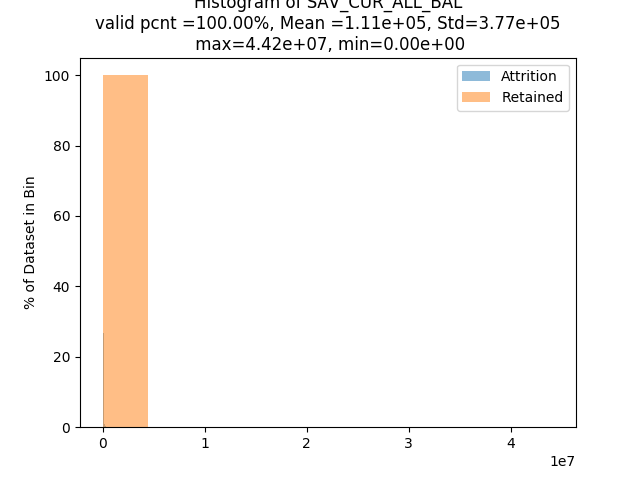 Histogram of SAV_CUR_ALL_BAL
valid pcnt =100.00%, Mean =1.11e+05, Std=3.77e+05
max=4.42e+07, min=0.00e+00
Attrition
Retained
% of Dataset in Bin
100
80
60
40
20
0
0 1 2 3 4
1e7